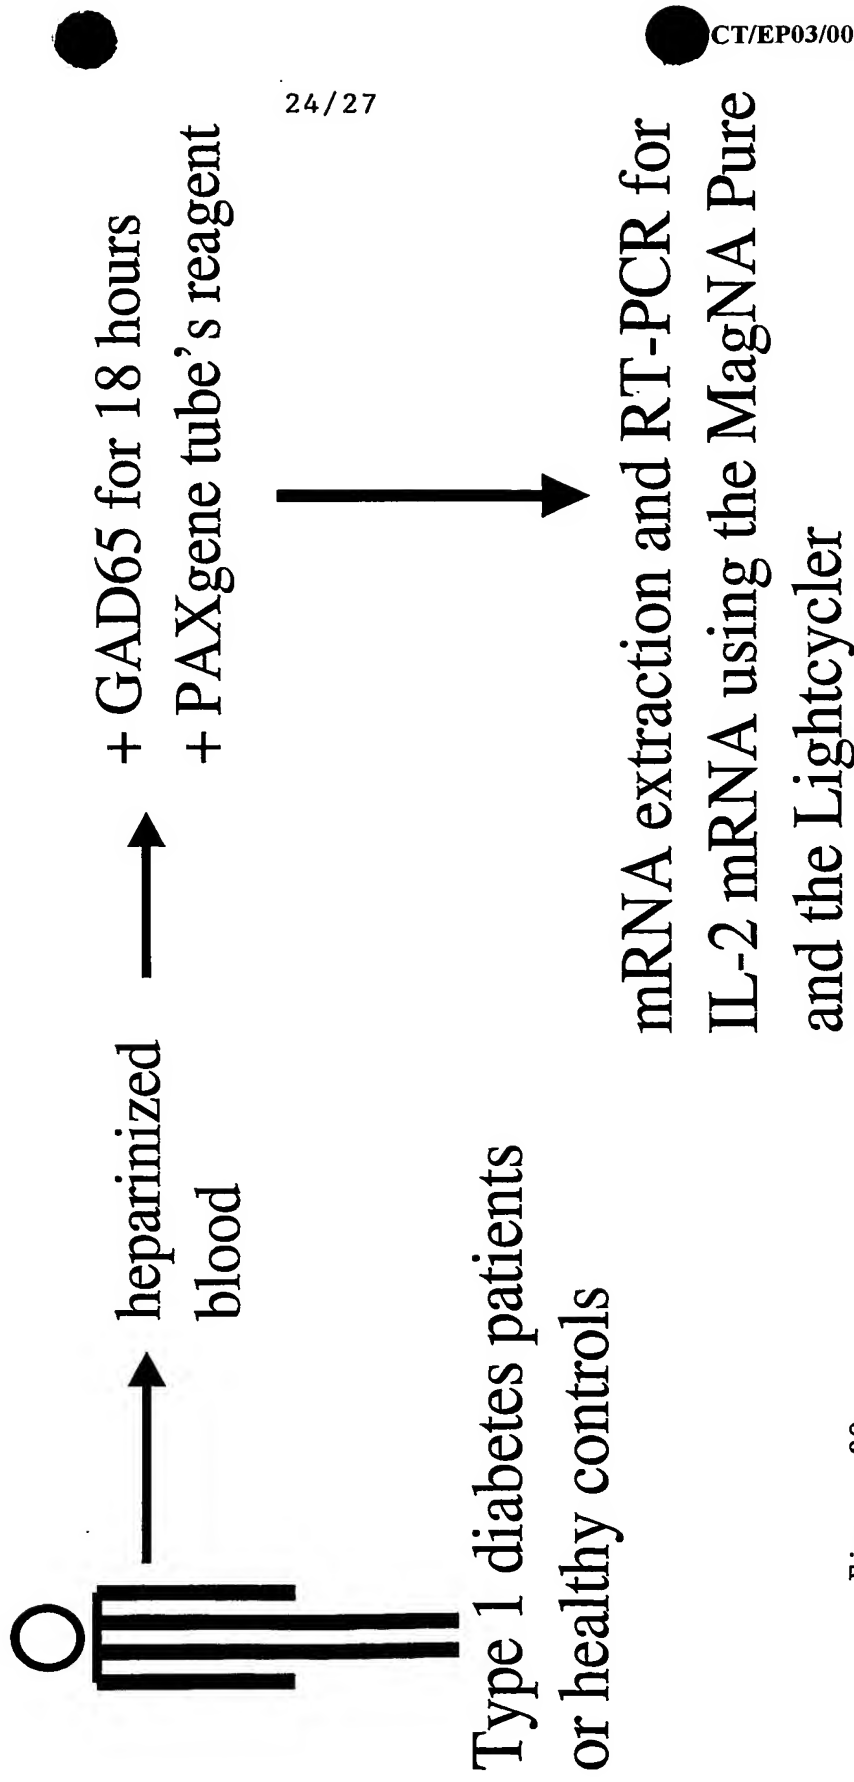 24/27
CT/EP03/00
heparinized
blood
+ GAD65 for 18 hours
+ PAXgene tube's reagent
Type 1 diabetes patients
or healthy controls
mRNA extraction and RT-PCR for
IL-2 mRNA using the MagNA Pure
and the Lightcycler